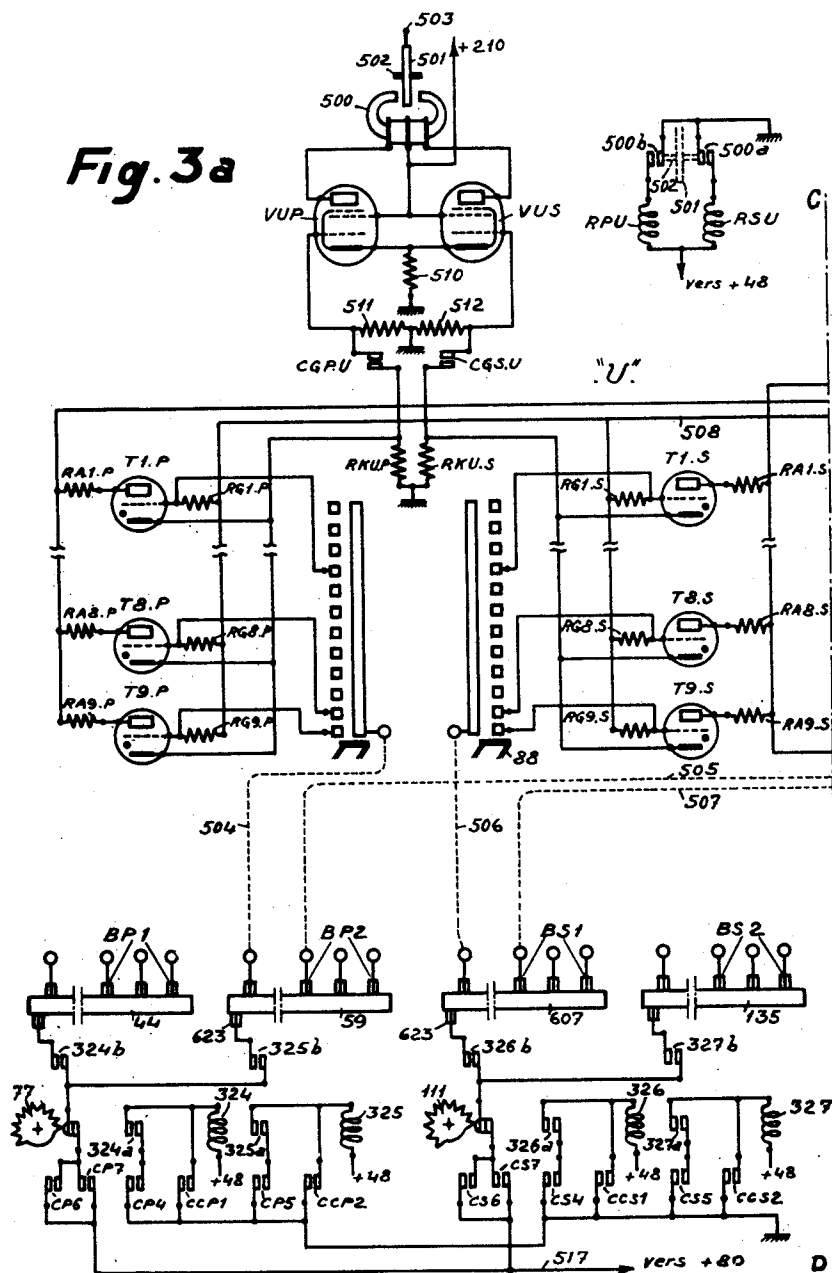 503
502
501
+210
500
Fig. 3a
500b
500a
502
501
C
VUP
VUS
RPU
RSU
510
vers +48
511
512
CGP.U
CGS.U
"U"
508
RA1.P
T1.P
RKU.P
RKU.S
T1.S
RA1.S
RG1.P
RG1.S
T8.P
T8.S
RA8.P
RG8.P
RG8.S
RA8.S
T9.P
T9.S
RA9.P
RG9.P
RG9.S
RA9.S
88
505
507
504
506
BP1
BP2
BS1
BS2
44
59
607
135
623
623
324b
325b
326b
327b
77
324
325
111
326
327
324a
325a
326a
327a
+48
+48
+48
+48
CP6
CP7
CP4
CCP1
CP5
CCP2
CS6
CS7
CS4
CCS1
CS5
CCS2
517
vers +80
D